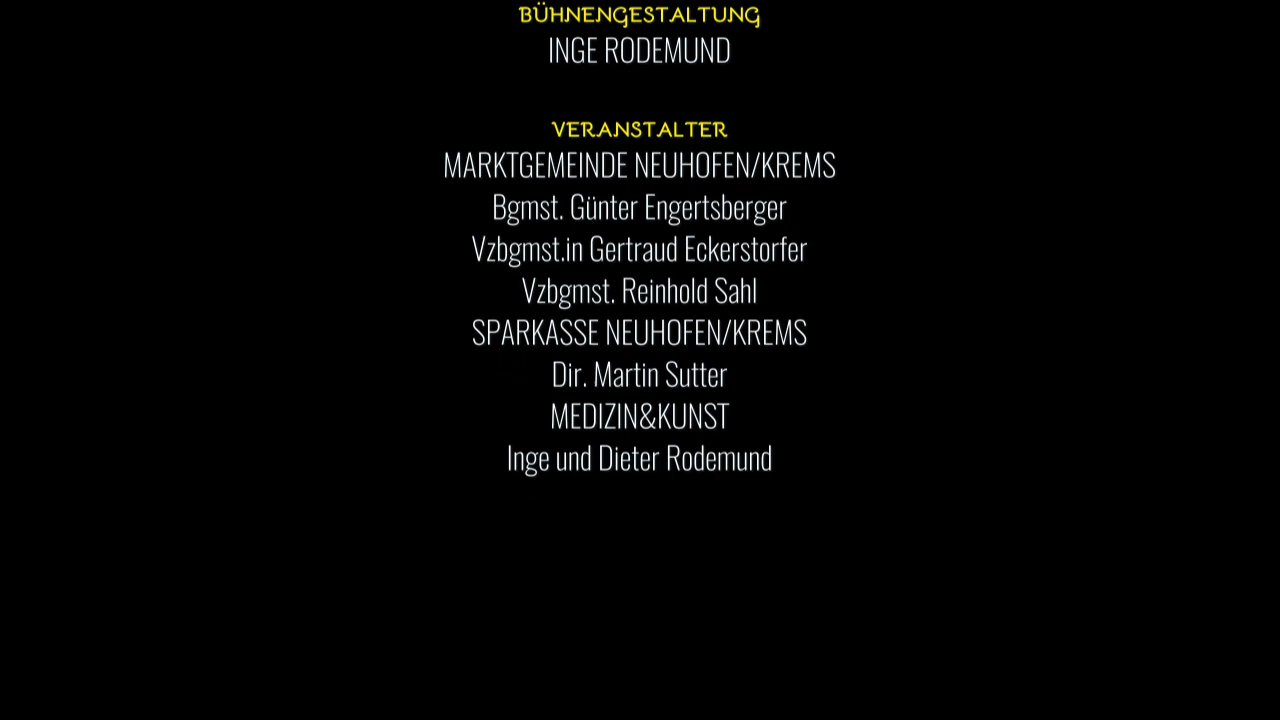 BÜHNENGESTALTUNG
INGE RODEMUND
VERANSTALTER
MARKTGEMEINDE NEUHOFEN/KREMS
Bgmst. Günter Engertsberger
Vzbgmst.in Gertraud Eckerstorfer
Vzbgmst. Reinhold Sahl
SPARKASSE NEUHOFEN/KREMS
Dir. Martin Sutter
MEDIZIN&KUNST
Inge und Dieter Rodemund